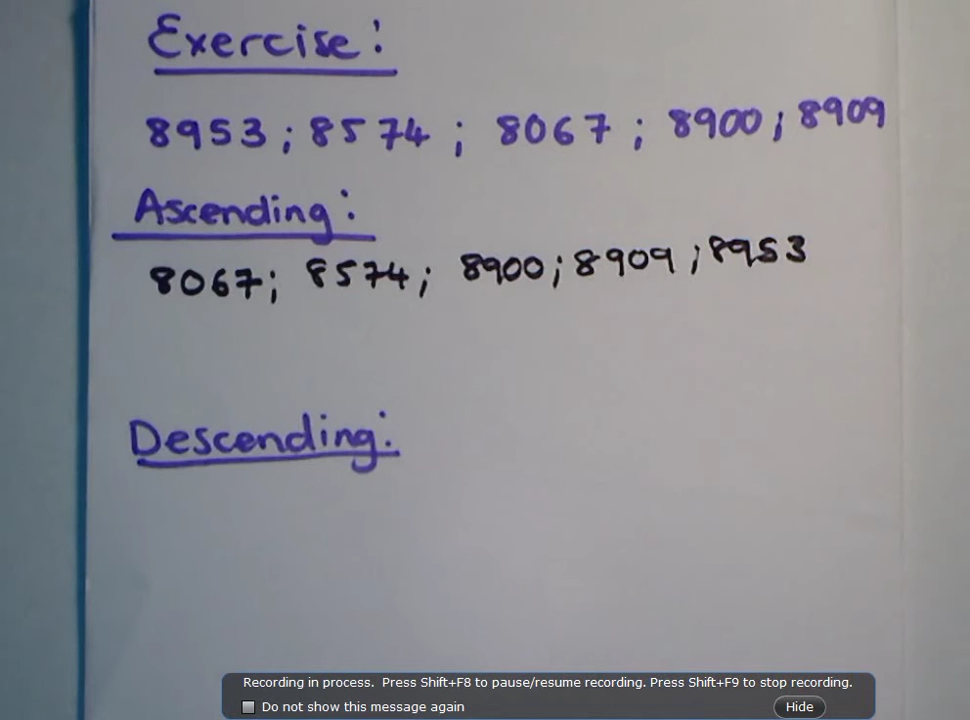 Exercise:
8953; 8574; 8067; 8900; 8909
Ascending:
8067; 8574; 8900; 8909; 8953
Descending:
Recording in process. Press Shift+F8 to pause/resume recording. Press Shift+F9 to stop recording.
Do not show this message again
Hide